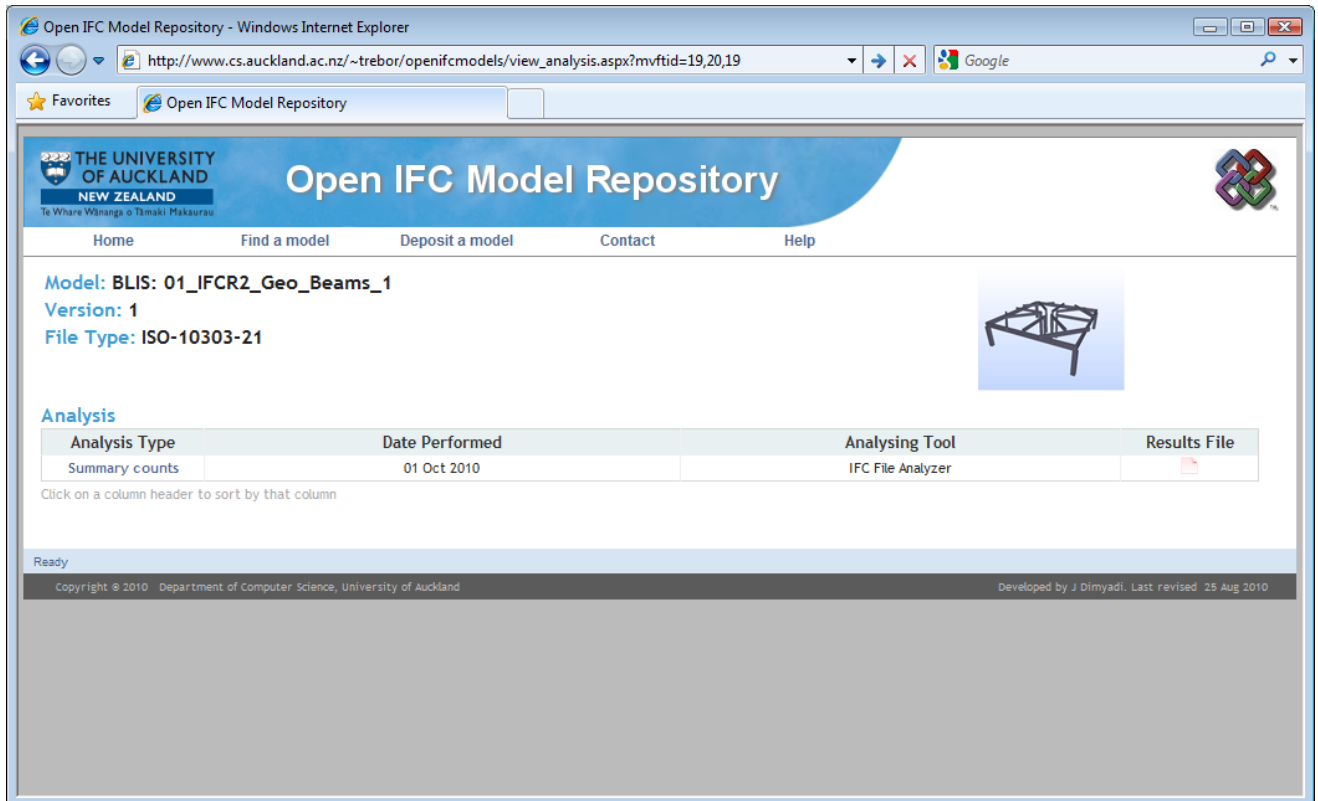 Open IFC Model Repository - Windows Internet Explorer
http://www.cs.auckland.ac.nz/~trebor/openifcmodels/view_analysis.aspx?mvftid=19,20,19
Google
Favorites
Open IFC Model Repository
THE UNIVERSITY
OF AUCKLAND
NEW ZEALAND
Te Whare Wānanga o Tāmaki Makaurau
Open IFC Model Repository
Home Find a model Deposit a model Contact Help
Model: BLIS: 01_IFCR2_Geo_Beams_1
Version: 1
File Type: ISO-10303-21
Analysis
Analysis Type Date Performed Analysing Tool Results File
Summary counts 01 Oct 2010 IFC File Analyzer
Click on a column header to sort by that column
Ready
Copyright © 2010 Department of Computer Science, University of Auckland Developed by J Dimyadi. Last revised 25 Aug 2010